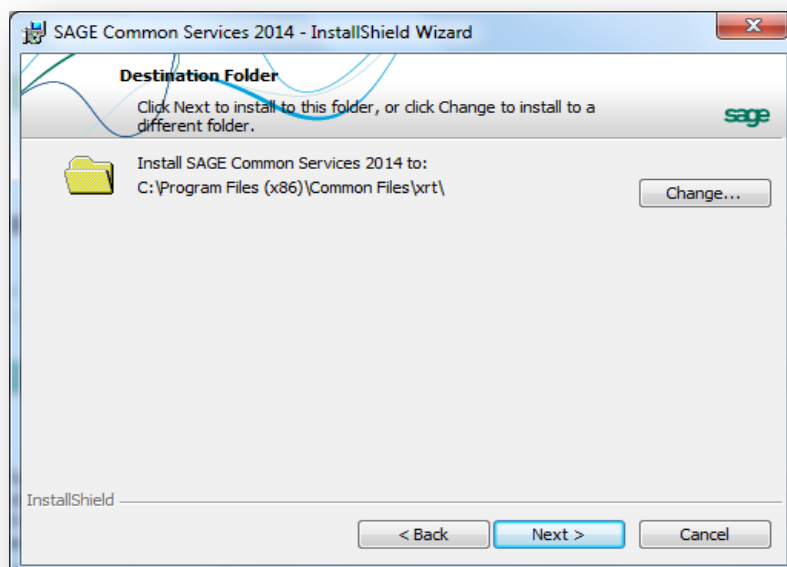 SAGE Common Services 2014 - InstallShield Wizard
Destination Folder
Click Next to install to this folder, or click Change to install to a
different folder.
sage
Install SAGE Common Services 2014 to:
C:\Program Files (x86)\Common Files\xrt\
Change...
InstallShield
< Back
Next >
Cancel